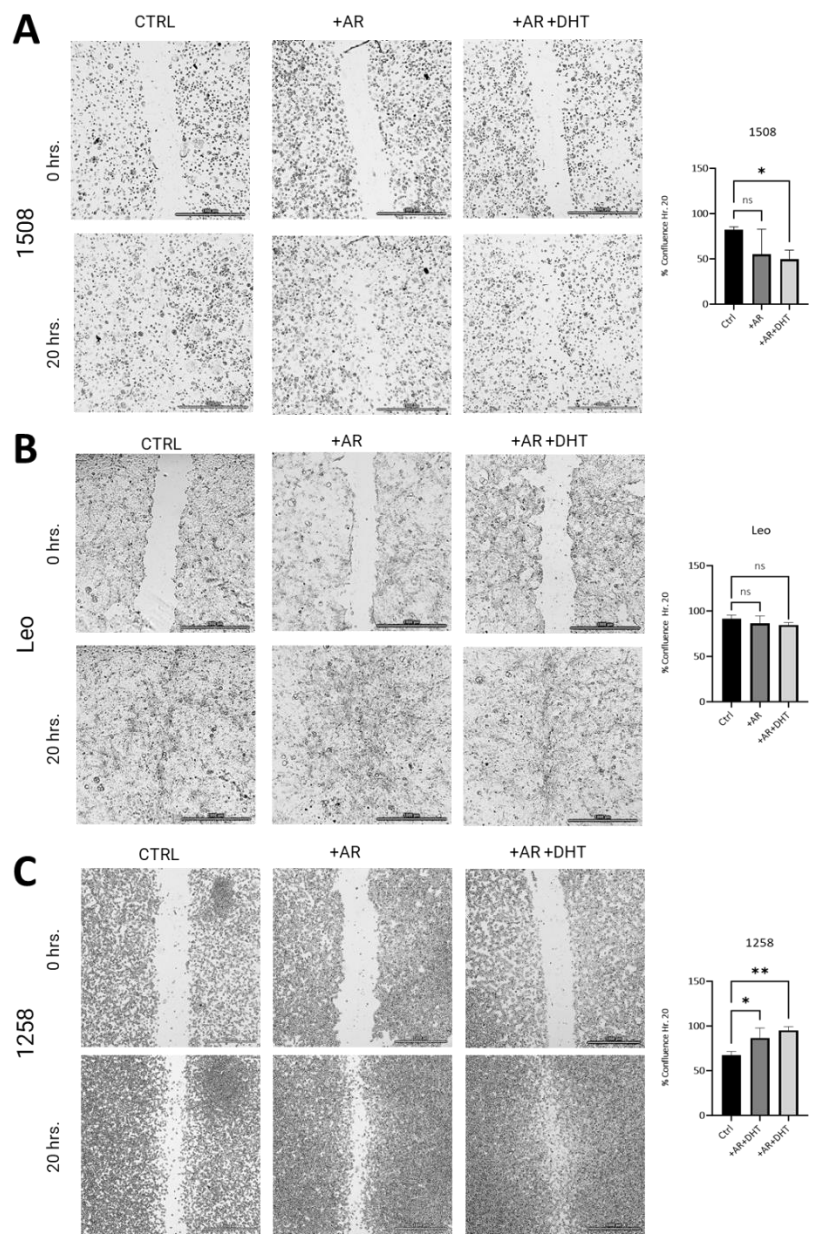 A
CTRL
+AR
+AR +DHT
1508
0 hrs.
20 hrs.
1508
% Confluence Hr. 20
150
100
50
0
*
ns
Ctrl
+AR
+AR+DHT
B
CTRL
+AR
+AR +DHT
Leo
0 hrs.
20 hrs.
Leo
% Confluence Hr. 20
150
100
50
0
ns
ns
Ctrl
+AR
+AR+DHT
C
CTRL
+AR
+AR +DHT
1258
0 hrs.
20 hrs.
1258
% Confluence Hr. 20
150
100
50
0
**
*
Ctrl
+AR+DHT
+AR+DHT